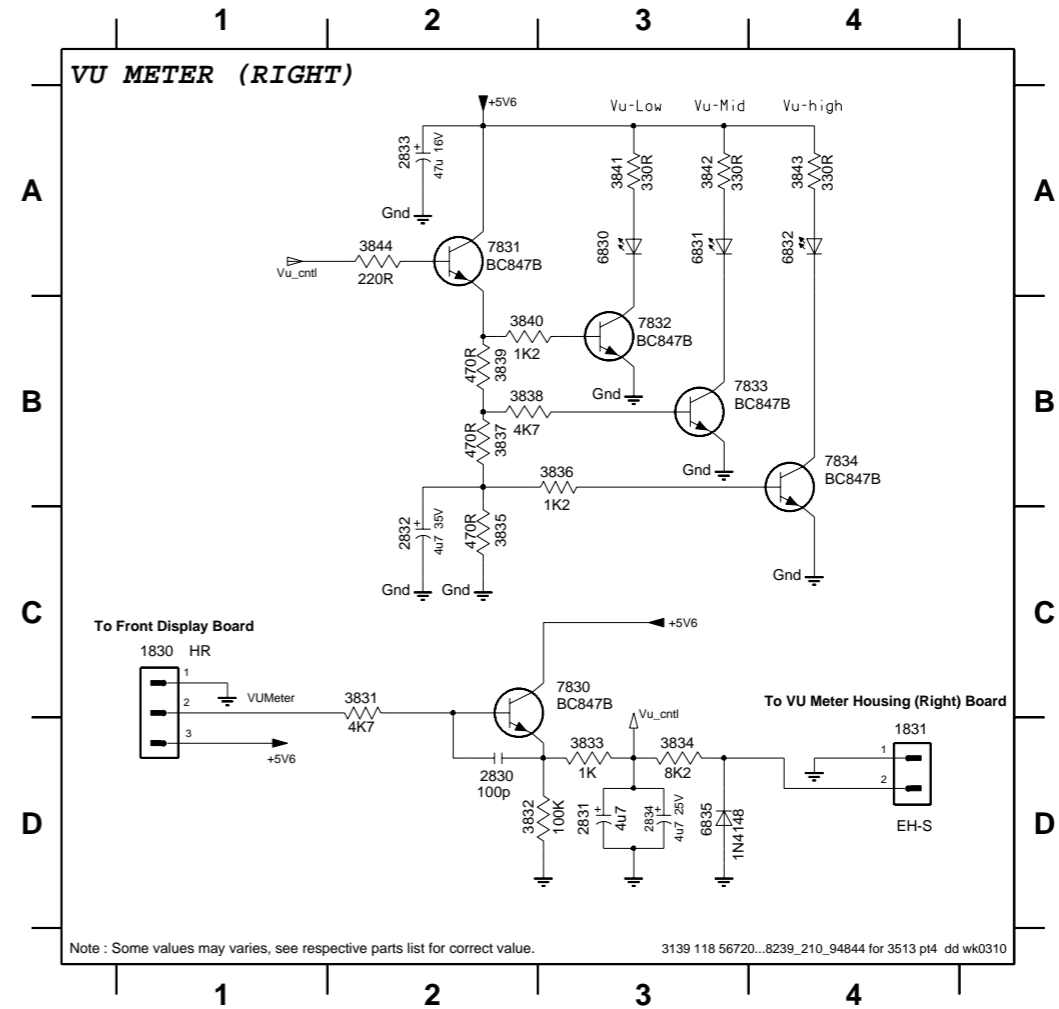 1 2 3 4
VU METER (RIGHT)
+5V6
Vu-Low Vu-Mid Vu-high
A A
2833
+
47u 16V
Gnd
3841
330R
3842
330R
3843
330R
3844
220R
Vu_cntl
7831
BC847B
6830
6831
6832
3840
1K2
7832
BC847B
470R
3839
Gnd
B B
3838
4K7
7833
BC847B
470R
3837
Gnd
3836
1K2
7834
BC847B
2832
+
4u7 35V
470R
3835
Gnd Gnd
Gnd
C C
To Front Display Board
1830 HR
+5V6
1
2
3
VUMeter
+5V6
3831
4K7
7830
BC847B
Vu_cntl
To VU Meter Housing (Right) Board
1831
1
2
EH-S
2830
100p
3833
1K
3834
8K2
3832
100K
2831
+
4u7
2834
+
4u7 25V
6835
1N4148
D D
Note : Some values may varies, see respective parts list for correct value.
3139 118 56720...8239_210_94844 for 3513 pt4 dd wk0310
1 2 3 4